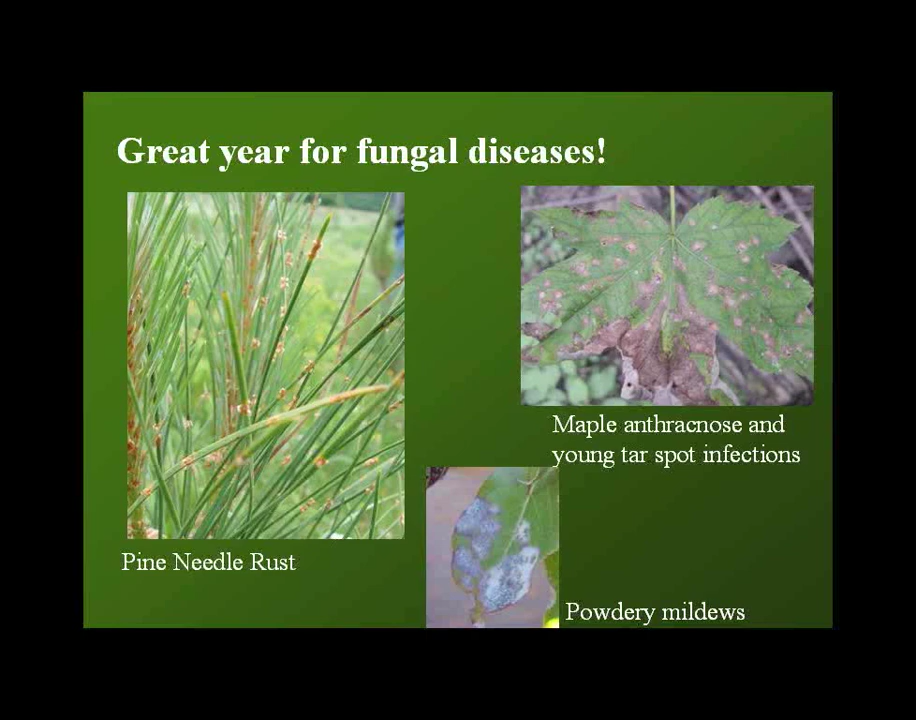 Great year for fungal diseases!
Maple anthracnose and
young tar spot infections
Pine Needle Rust
Powdery mildews